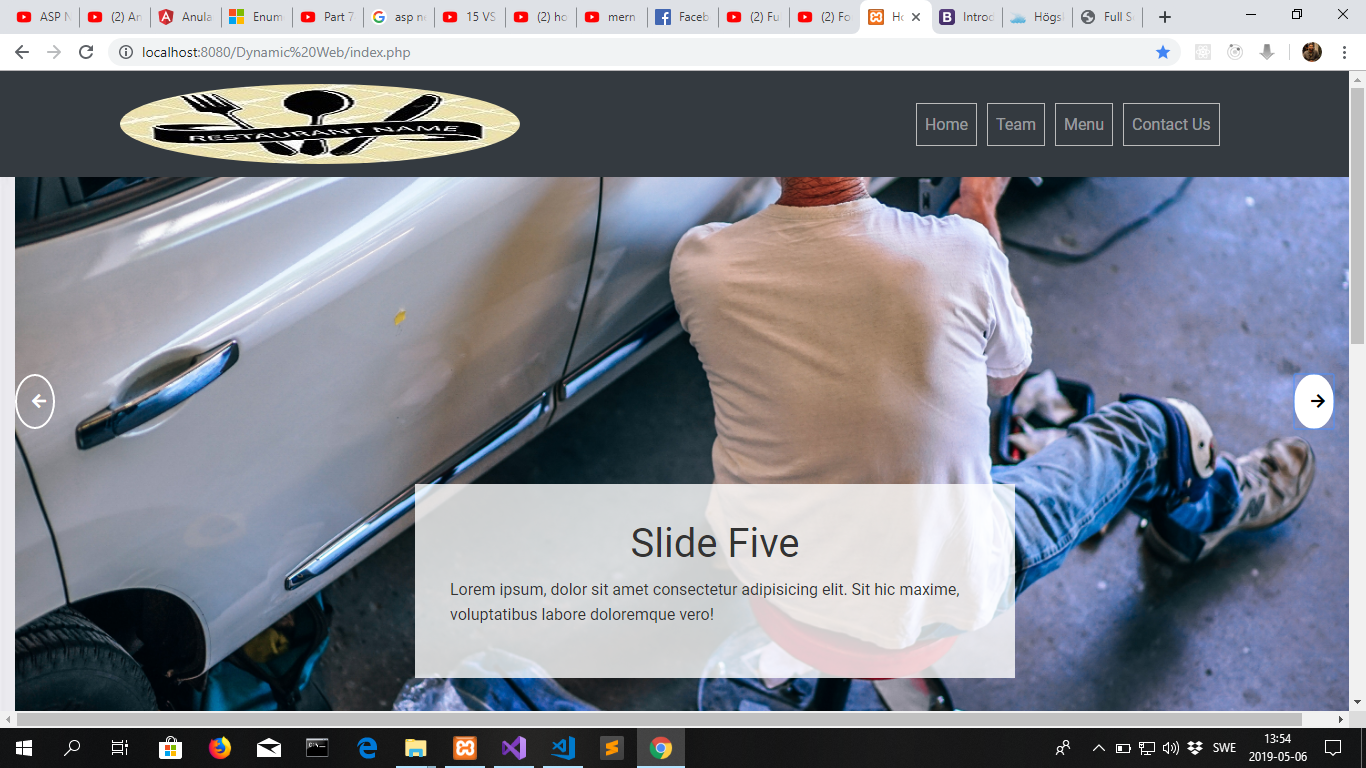 ASP N
(2) An
Anula
Enum
Part 7
asp ne
15 VS
(2) ho
mern
Faceb
(2) Fu
(2) Fo
Ho
Introd
Högs
Full S
localhost:8080/Dynamic%20Web/index.php
RESTAURANT NAME
Home
Team
Menu
Contact Us
Slide Five
Lorem ipsum, dolor sit amet consectetur adipisicing elit. Sit hic maxime,
voluptatibus labore doloremque vero!
SWE
13:54
2019-05-06